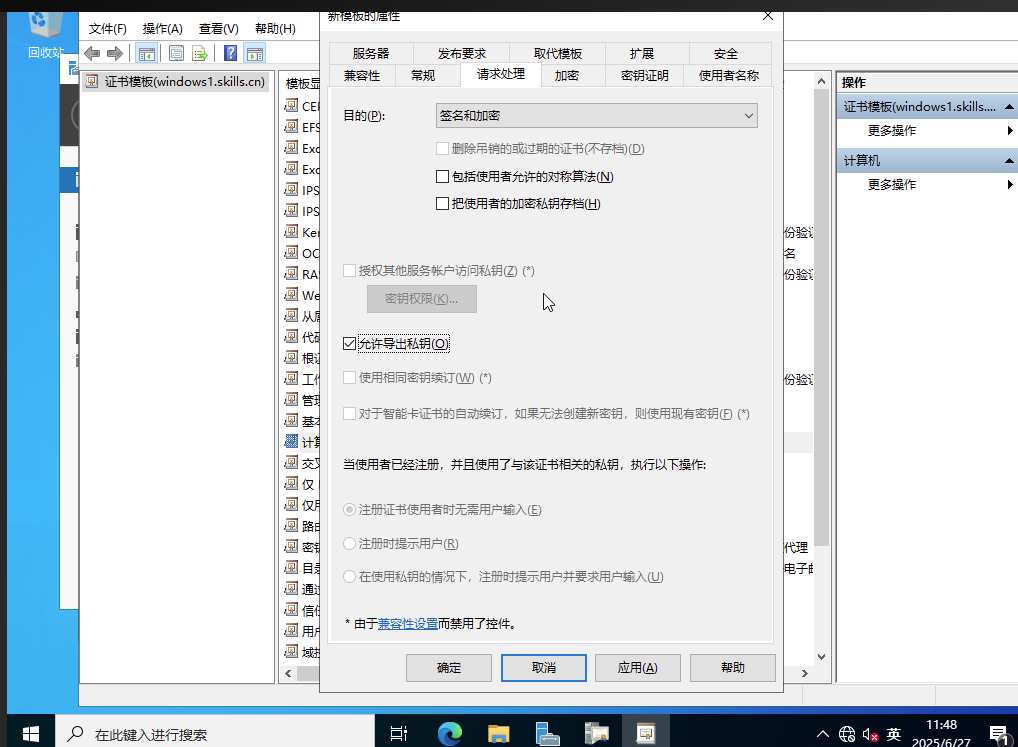 回收站
文件(F) 操作(A) 查看(V) 帮助(H)
证书模板(windows1.skills.cn)
模板显
CEI
EFS
Exc
Exc
IPS
IPS
Ker
OC
RAS
We
从属
代码
根证
工作
管理
基本
计算
交叉
仅
仅用
路由
密钥
目录
通过
信任
用户
域控
份验证
名
份验证
份验证
代理
电子邮
新模板的属性
服务器 发布要求 取代模板 扩展 安全
兼容性 常规 请求处理 加密 密钥证明 使用者名称
目的(P): 签名和加密
删除吊销的或过期的证书(不存档)(D)
包括使用者允许的对称算法(N)
把使用者的加密私钥存档(H)
授权其他服务帐户访问私钥(Z) (*)
密钥权限(K)...
允许导出私钥(O)
使用相同密钥续订(W) (*)
对于智能卡证书的自动续订，如果无法创建新密钥，则使用现有密钥(F) (*)
当使用者已经注册，并且使用了与该证书相关的私钥，执行以下操作:
注册证书使用者时无需用户输入(E)
注册时提示用户(R)
在使用私钥的情况下，注册时提示用户并要求用户输入(U)
* 由于兼容性设置而禁用了控件。
确定 取消 应用(A) 帮助
操作
证书模板(windows1.skills....
更多操作
计算机
更多操作
在此键入进行搜索
英
11:48
2025/6/27
1